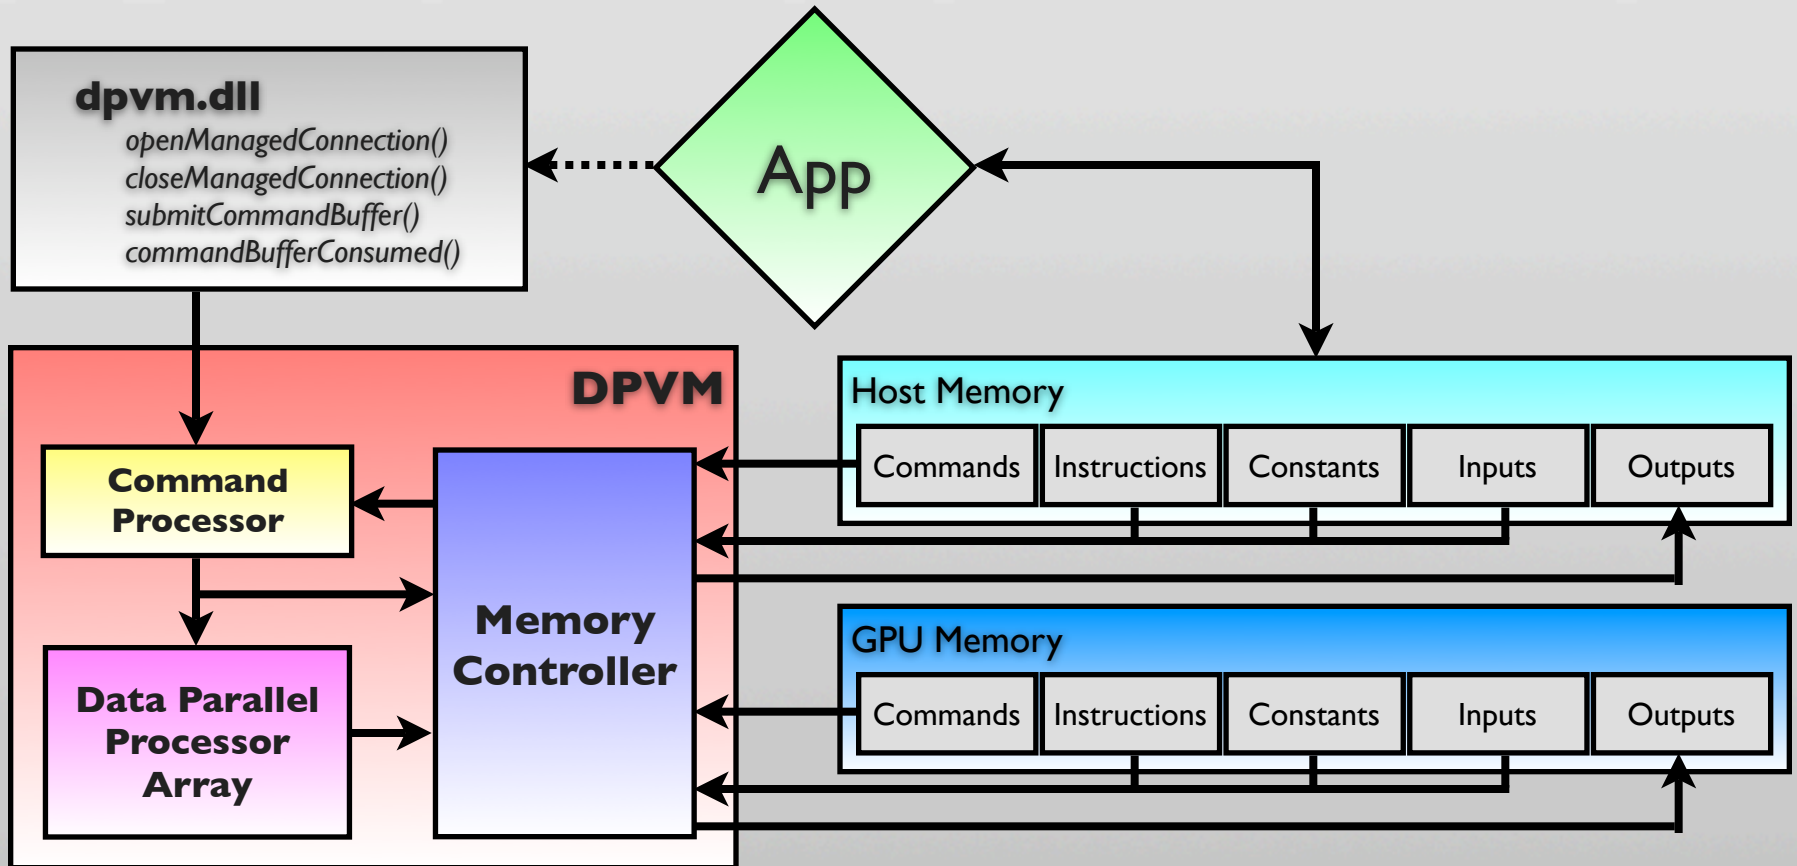 dpvm.dll
openManagedConnection()
closeManagedConnection()
submitCommandBuffer()
commandBufferConsumed()
App
DPVM
Command
Processor
Data Parallel
Processor
Array
Memory
Controller
Host Memory
Commands Instructions Constants Inputs Outputs
GPU Memory
Commands Instructions Constants Inputs Outputs